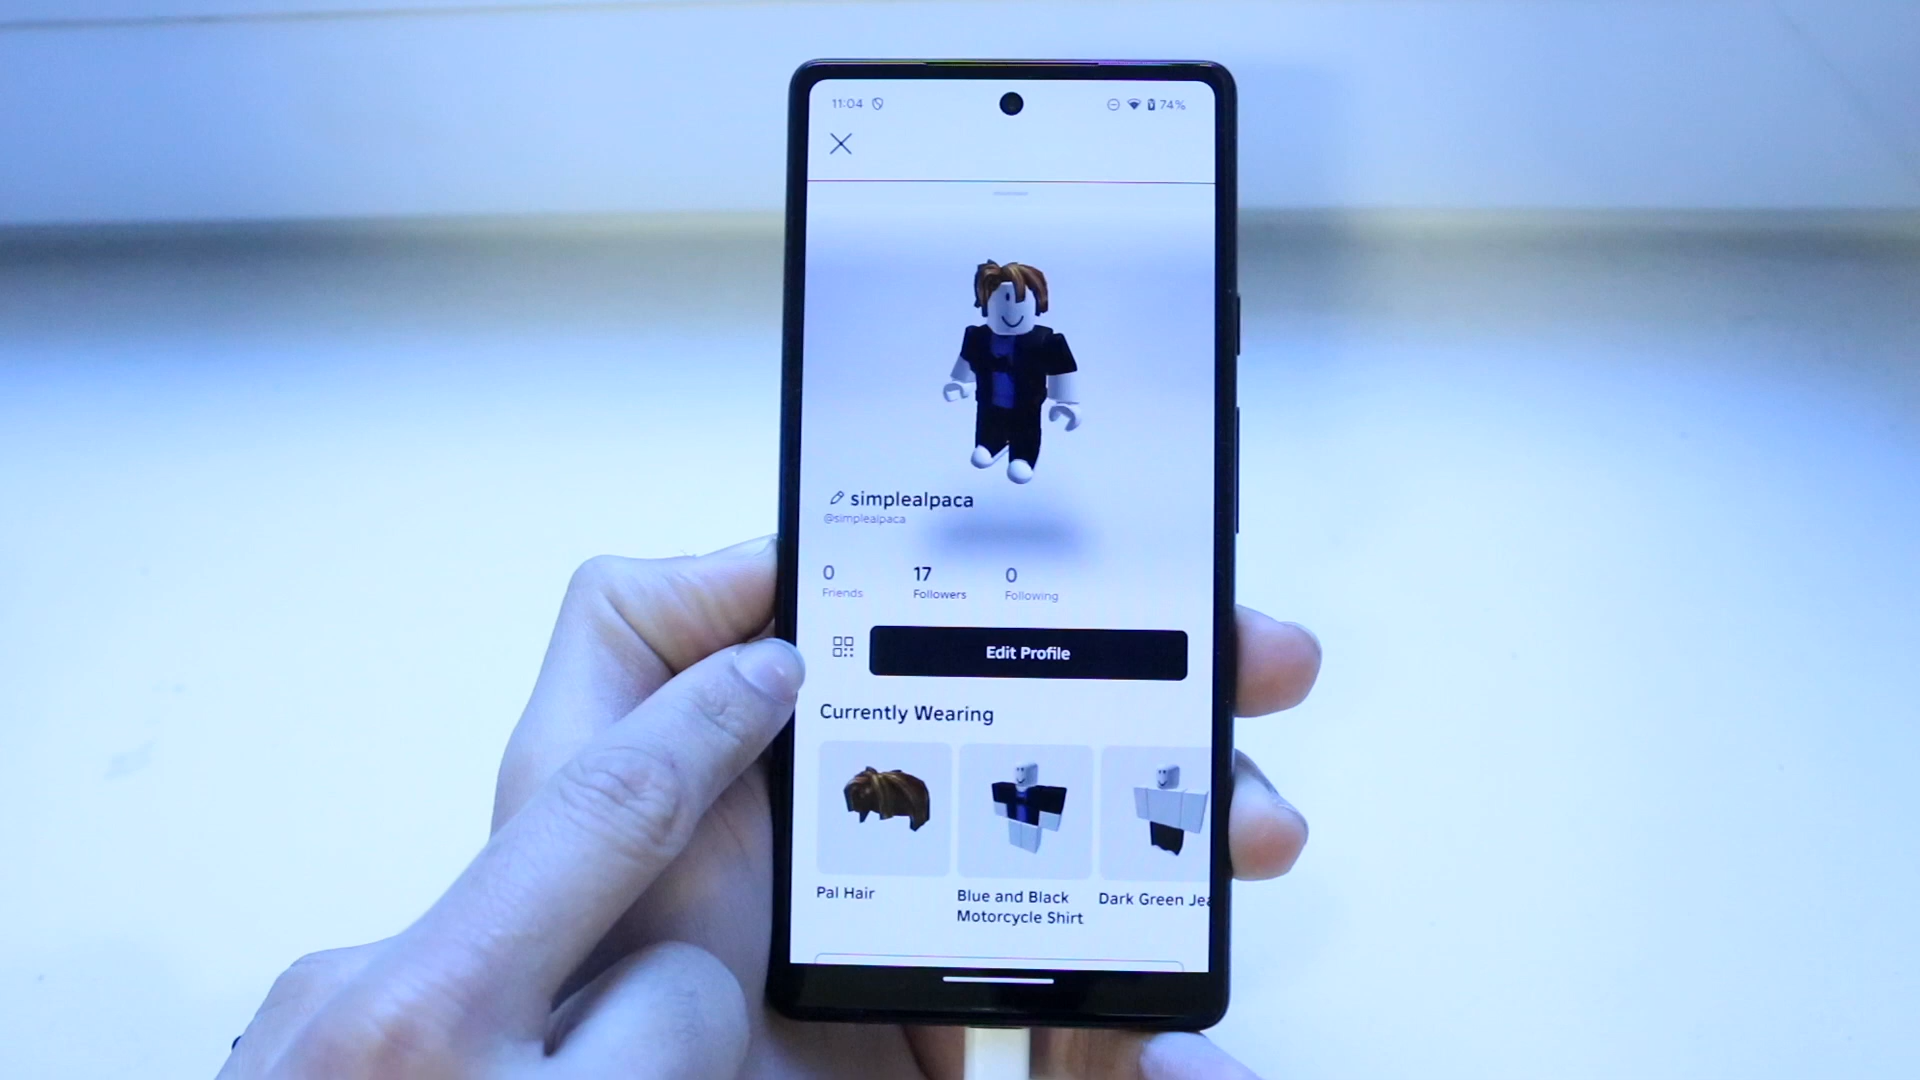 11:04 74%
simplealpaca
@simplealpaca
0 17 0
Friends Followers Following
Edit Profile
Currently Wearing
Pal Hair
Blue and Black
Motorcycle Shirt
Dark Green Jea